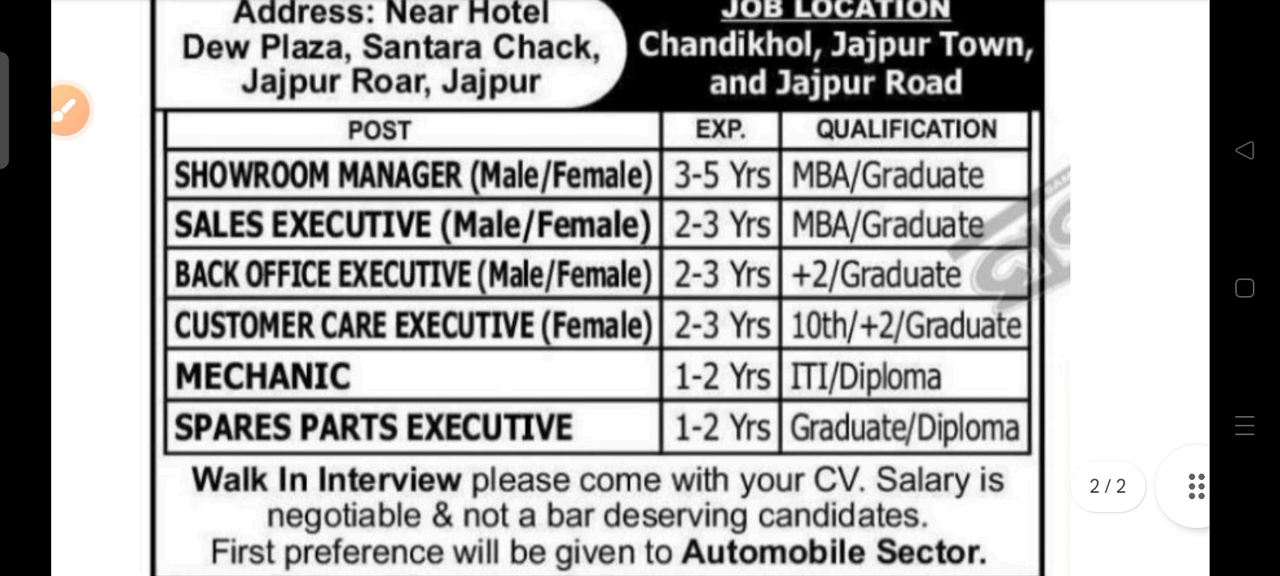 Address: Near Hotel
Dew Plaza, Santara Chack,
Jajpur Roar, Jajpur
JOB LOCATION
Chandikhol, Jajpur Town,
and Jajpur Road
POST EXP. QUALIFICATION
SHOWROOM MANAGER (Male/Female) 3-5 Yrs MBA/Graduate
SALES EXECUTIVE (Male/Female) 2-3 Yrs MBA/Graduate
BACK OFFICE EXECUTIVE (Male/Female) 2-3 Yrs +2/Graduate
CUSTOMER CARE EXECUTIVE (Female) 2-3 Yrs 10th/+2/Graduate
MECHANIC 1-2 Yrs ITI/Diploma
SPARES PARTS EXECUTIVE 1-2 Yrs Graduate/Diploma
Walk In Interview please come with your CV. Salary is
negotiable & not a bar deserving candidates.
First preference will be given to Automobile Sector.
2/2